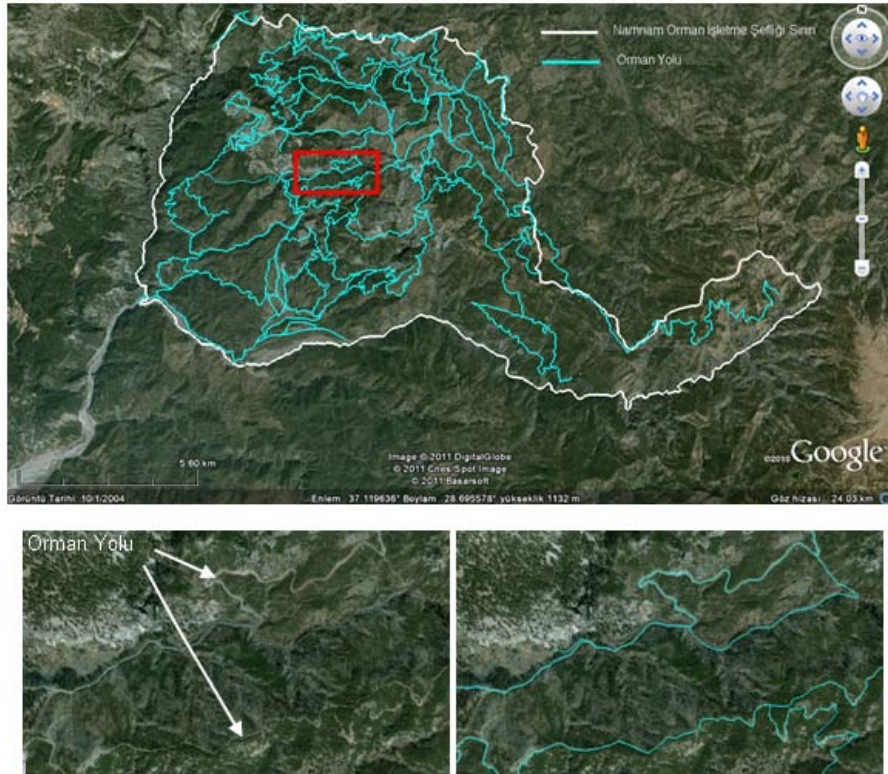 N
Namnam Orman İşletme Şefliği Sınırı
Orman Yolu
5.60 km
Image © 2011 DigitalGlobe
© 2011 Cnes/Spot Image
© 2011 Basarsoft
©2010 Google
Görüntü Tarihi 10/1/2004
Enlem 37.119636° Boylam 28.695578° yükseklik 1132 m
Göz hizası 24.03 km
Orman Yolu